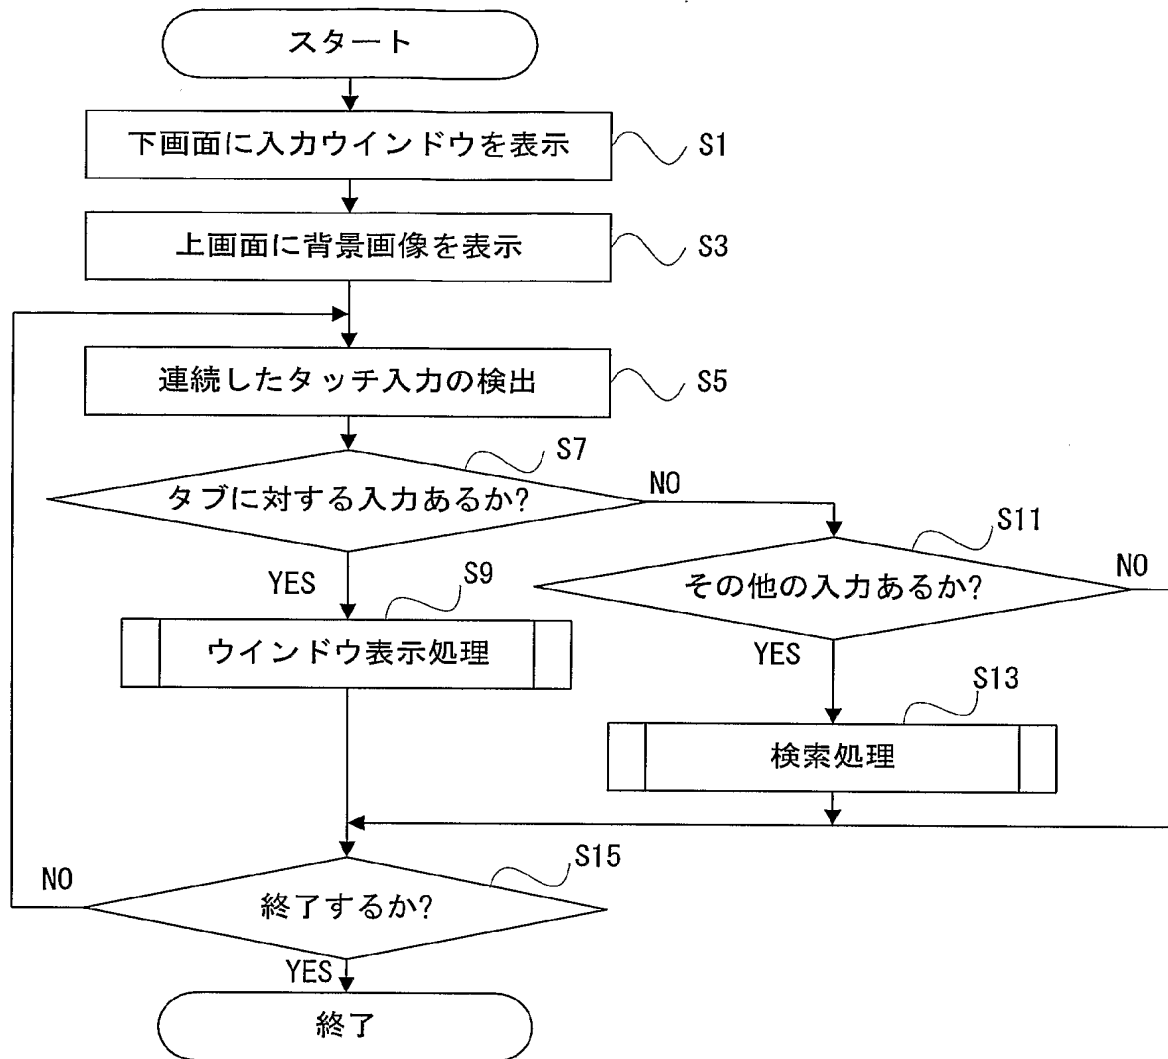 スタート
下画面に入力ウインドウを表示
S1
上画面に背景画像を表示
S3
連続したタッチ入力の検出
S5
S7
タブに対する入力あるか?
NO
YES
S9
ウインドウ表示処理
S11
その他の入力あるか?
NO
YES
S13
検索処理
S15
終了するか?
NO
YES
終了